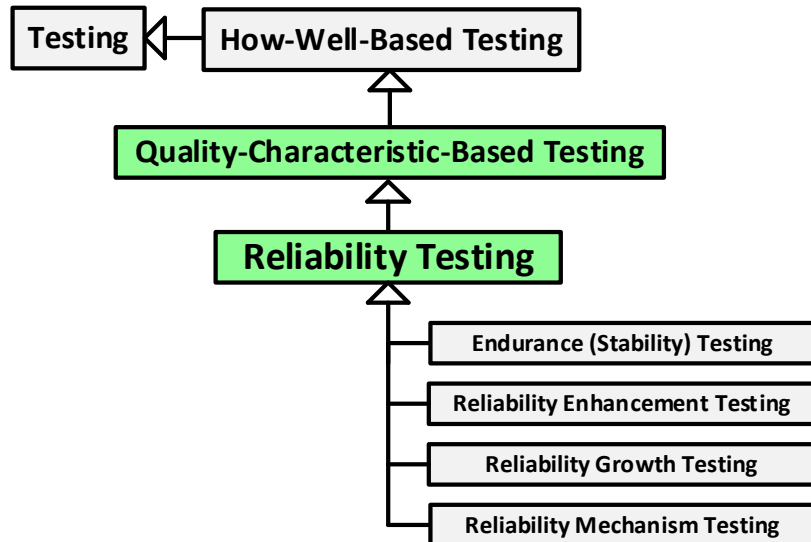 Testing
How-Well-Based Testing
Quality-Characteristic-Based Testing
Reliability Testing
Endurance (Stability) Testing
Reliability Enhancement Testing
Reliability Growth Testing
Reliability Mechanism Testing